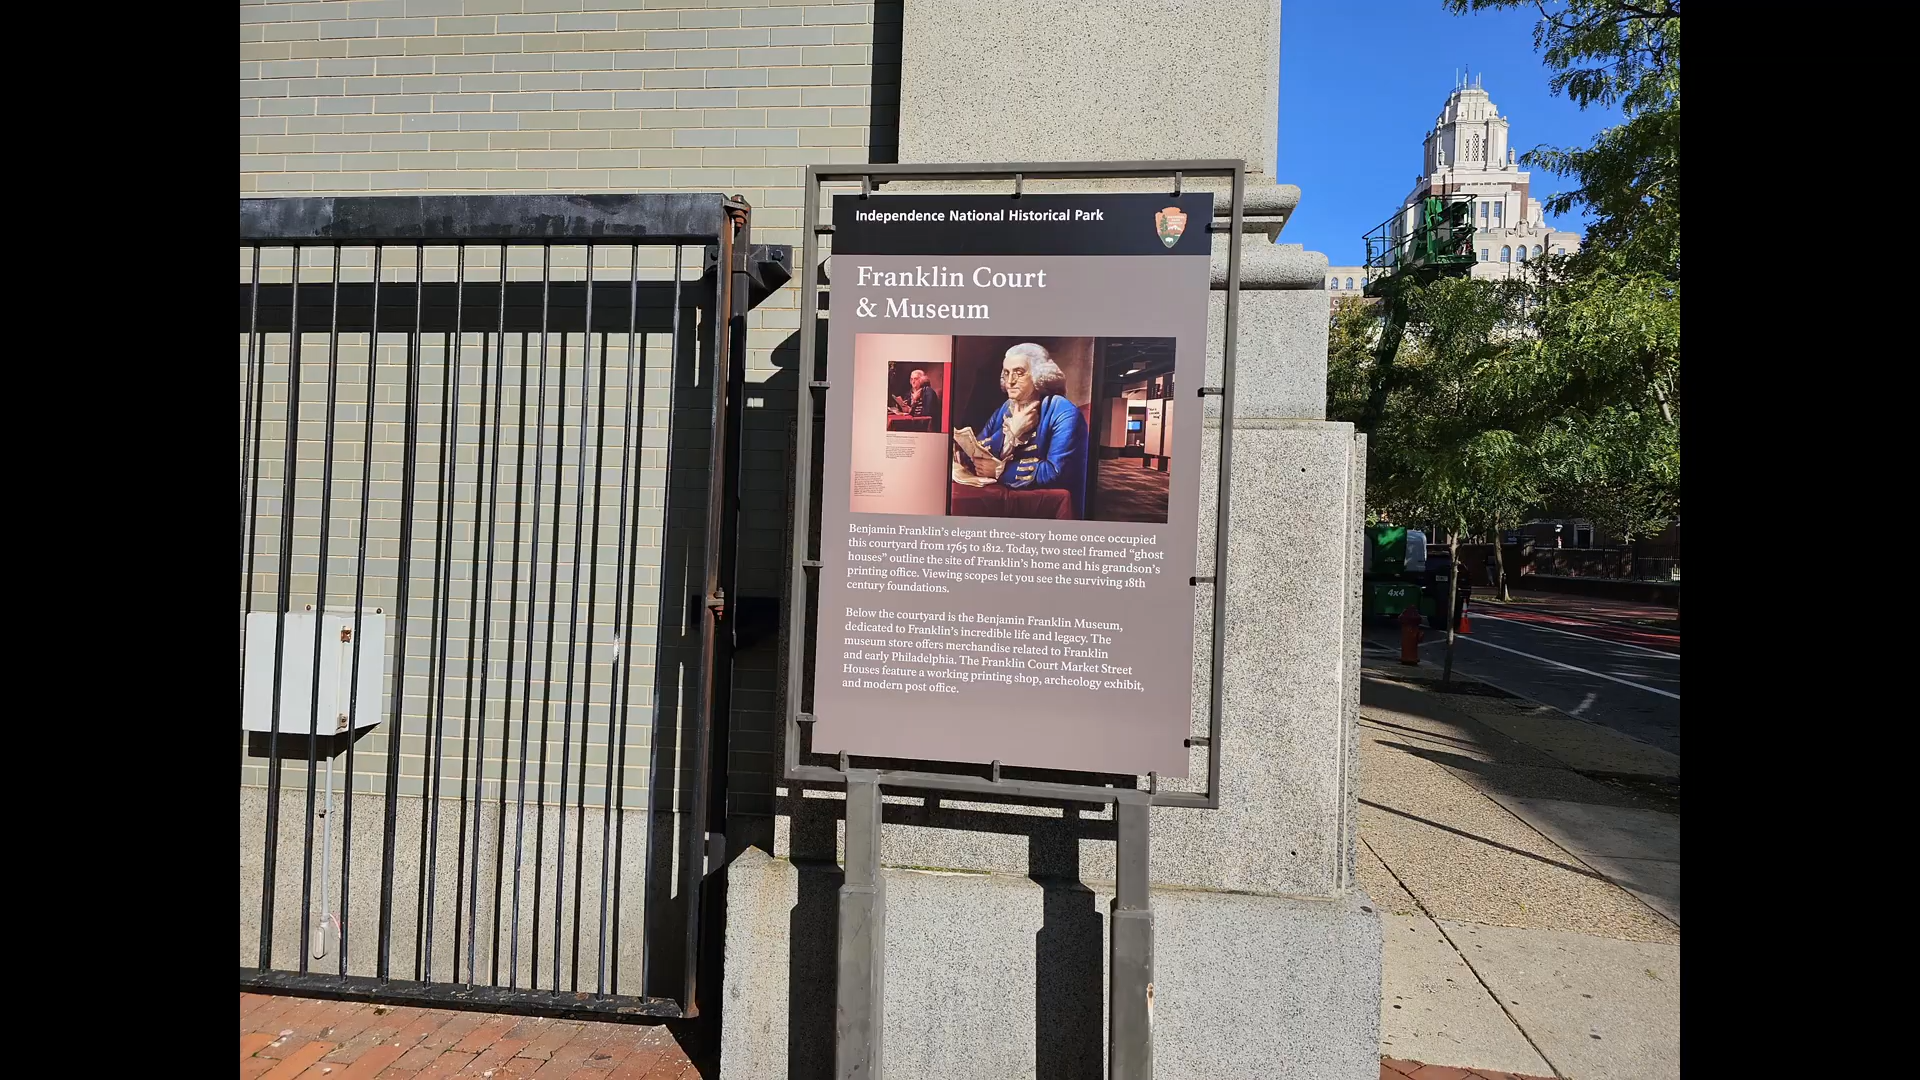 Independence National Historical Park
Franklin Court
& Museum
Benjamin Franklin's elegant three-story home once occupied
this courtyard from 1765 to 1812. Today, two steel framed “ghost
houses” outline the site of Franklin's home and his grandson's
printing office. Viewing scopes let you see the surviving 18th
century foundations.
Below the courtyard is the Benjamin Franklin Museum,
dedicated to Franklin's incredible life and legacy. The
museum store offers merchandise related to Franklin
and early Philadelphia. The Franklin Court Market Street
Houses feature a working printing shop, archeology exhibit,
and modern post office.
4x4